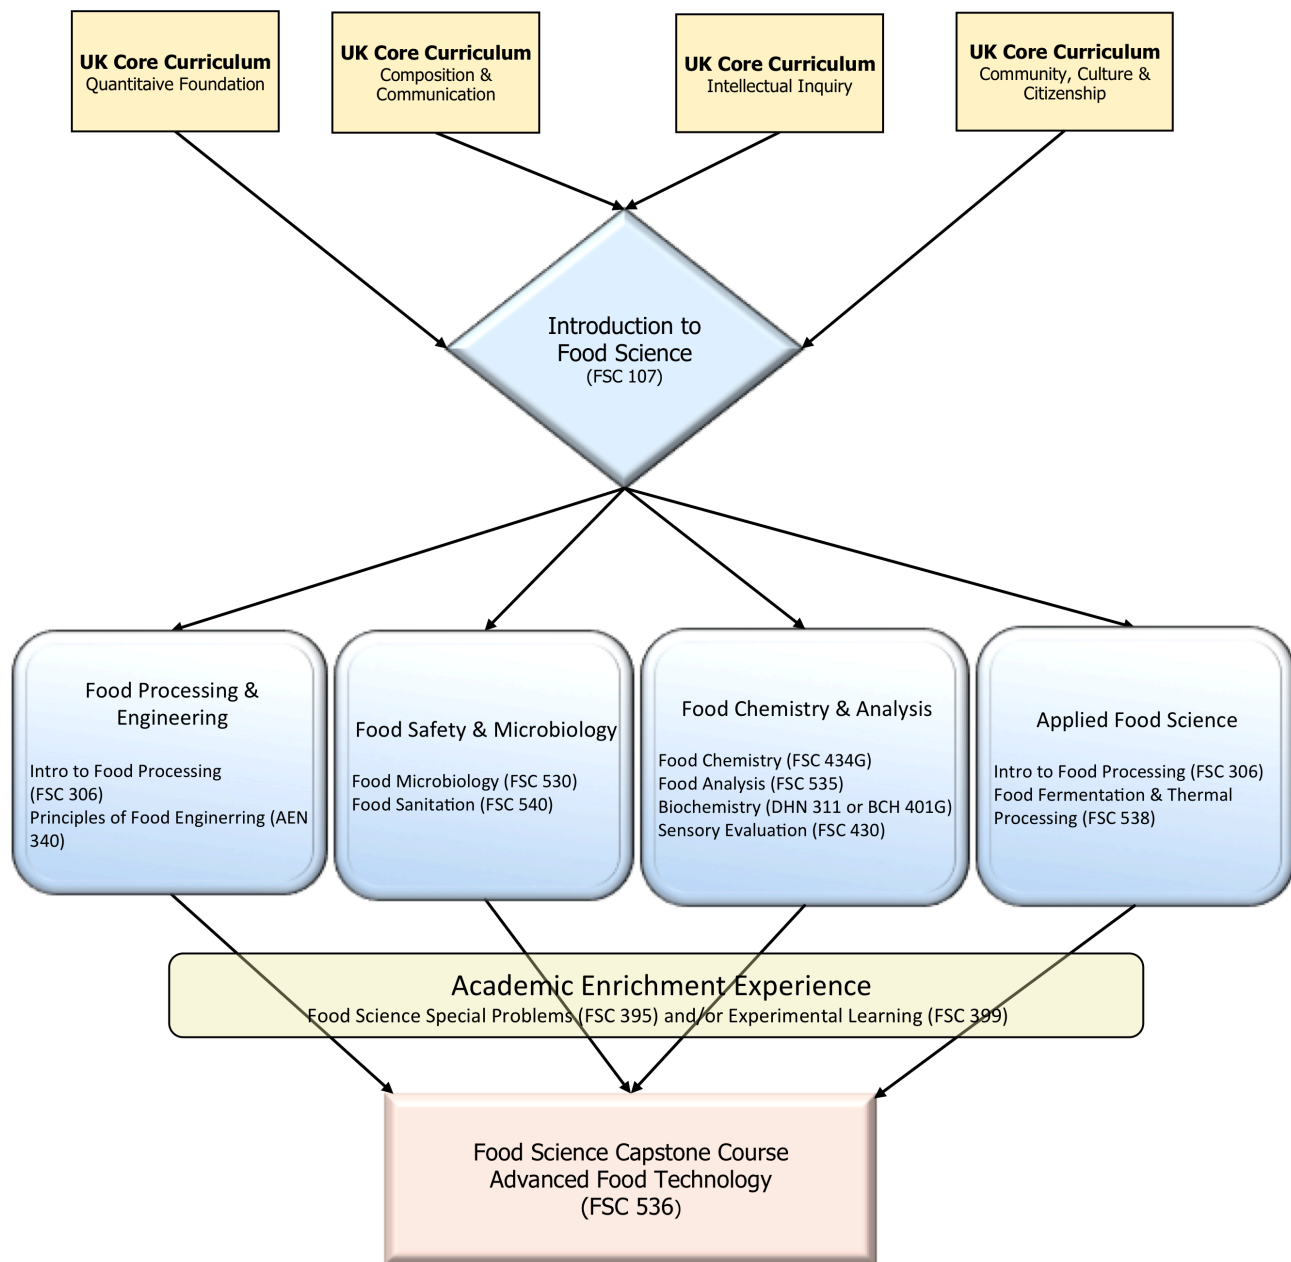 UK Core Curriculum
Quantitaive Foundation
UK Core Curriculum
Composition &
Communication
UK Core Curriculum
Intellectual Inquiry
UK Core Curriculum
Community, Culture &
Citizenship
Introduction to
Food Science
(FSC 107)
Food Processing &
Engineering
Intro to Food Processing
(FSC 306)
Principles of Food Enginerring (AEN
340)
Food Safety & Microbiology
Food Microbiology (FSC 530)
Food Sanitation (FSC 540)
Food Chemistry & Analysis
Food Chemistry (FSC 434G)
Food Analysis (FSC 535)
Biochemistry (DHN 311 or BCH 401G)
Sensory Evaluation (FSC 430)
Applied Food Science
Intro to Food Processing (FSC 306)
Food Fermentation & Thermal
Processing (FSC 538)
Academic Enrichment Experience
Food Science Special Problems (FSC 395) and/or Experimental Learning (FSC 399)
Food Science Capstone Course
Advanced Food Technology
(FSC 536)